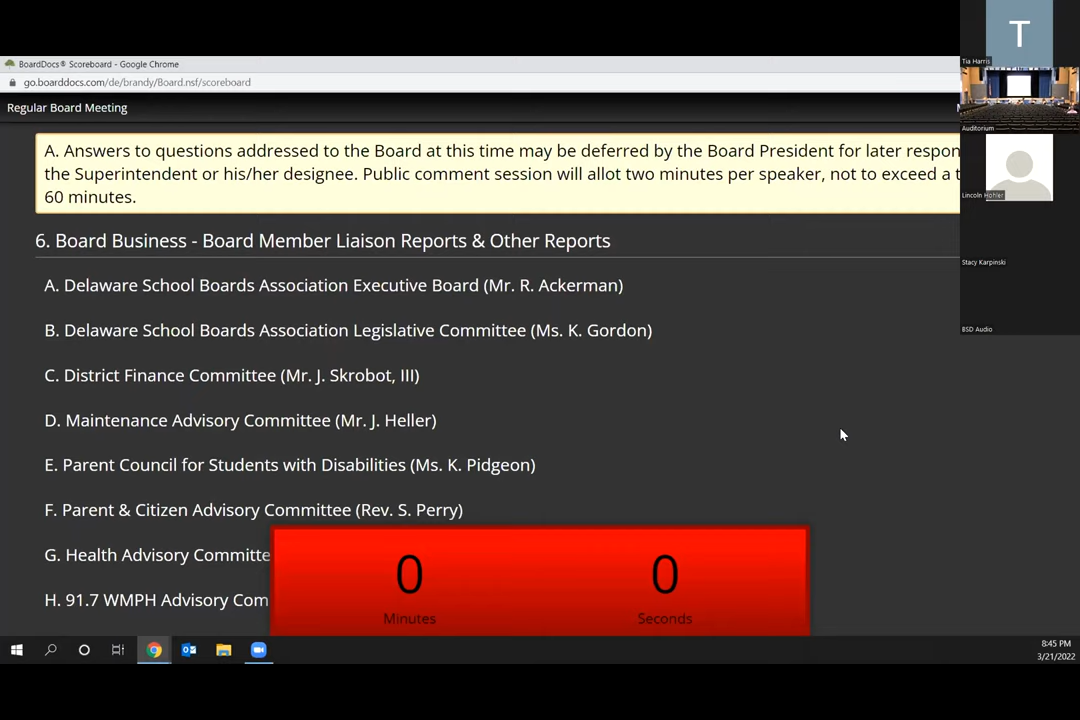 BoardDocs® Scoreboard - Google Chrome
go.boarddocs.com/de/brandy/Board.nsf/scoreboard
Regular Board Meeting
A. Answers to questions addressed to the Board at this time may be deferred by the Board President for later respon
the Superintendent or his/her designee. Public comment session will allot two minutes per speaker, not to exceed a t
60 minutes.
6. Board Business - Board Member Liaison Reports & Other Reports
A. Delaware School Boards Association Executive Board (Mr. R. Ackerman)
B. Delaware School Boards Association Legislative Committee (Ms. K. Gordon)
C. District Finance Committee (Mr. J. Skrobot, III)
D. Maintenance Advisory Committee (Mr. J. Heller)
E. Parent Council for Students with Disabilities (Ms. K. Pidgeon)
F. Parent & Citizen Advisory Committee (Rev. S. Perry)
G. Health Advisory Committe
H. 91.7 WMPH Advisory Com
0 0
Minutes Seconds
T
Tia Harris
Auditorium
Lincoln Hohler
Stacy Karpinski
BSD Audio
8:45 PM
3/21/2022